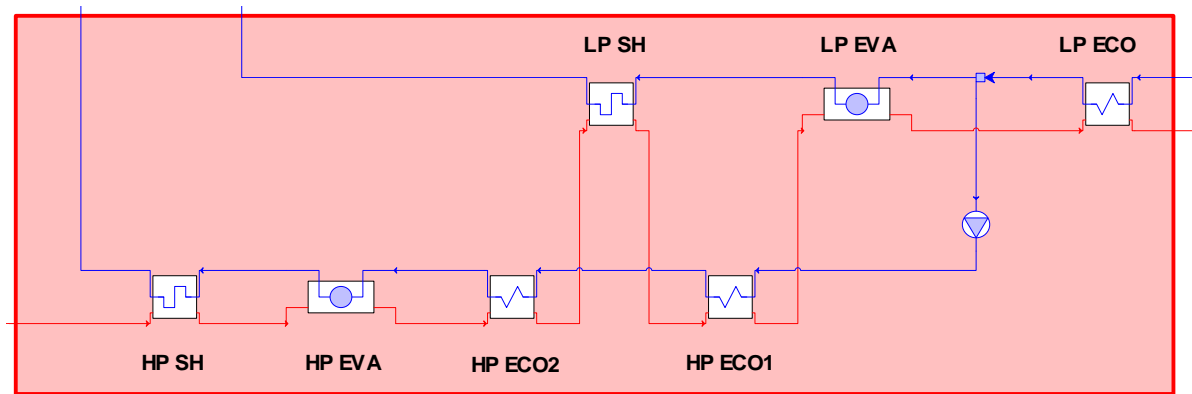 LP SH
LP EVA
LP ECO
HP SH
HP EVA
HP ECO2
HP ECO1